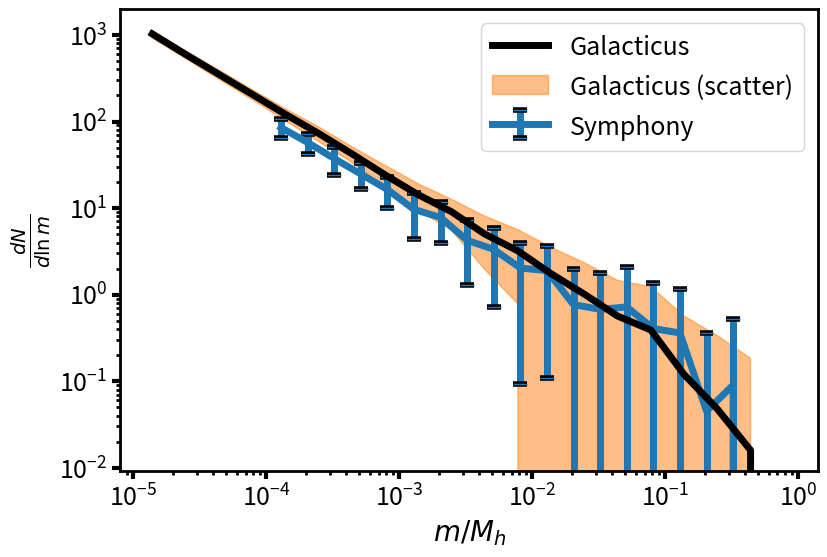 10³
10²
10¹
10⁰
10⁻¹
10⁻²
dN
d ln m
Galacticus
Galacticus (scatter)
Symphony
10⁻⁵ 10⁻⁴ 10⁻³ 10⁻² 10⁻¹ 10⁰
m/Mₕ